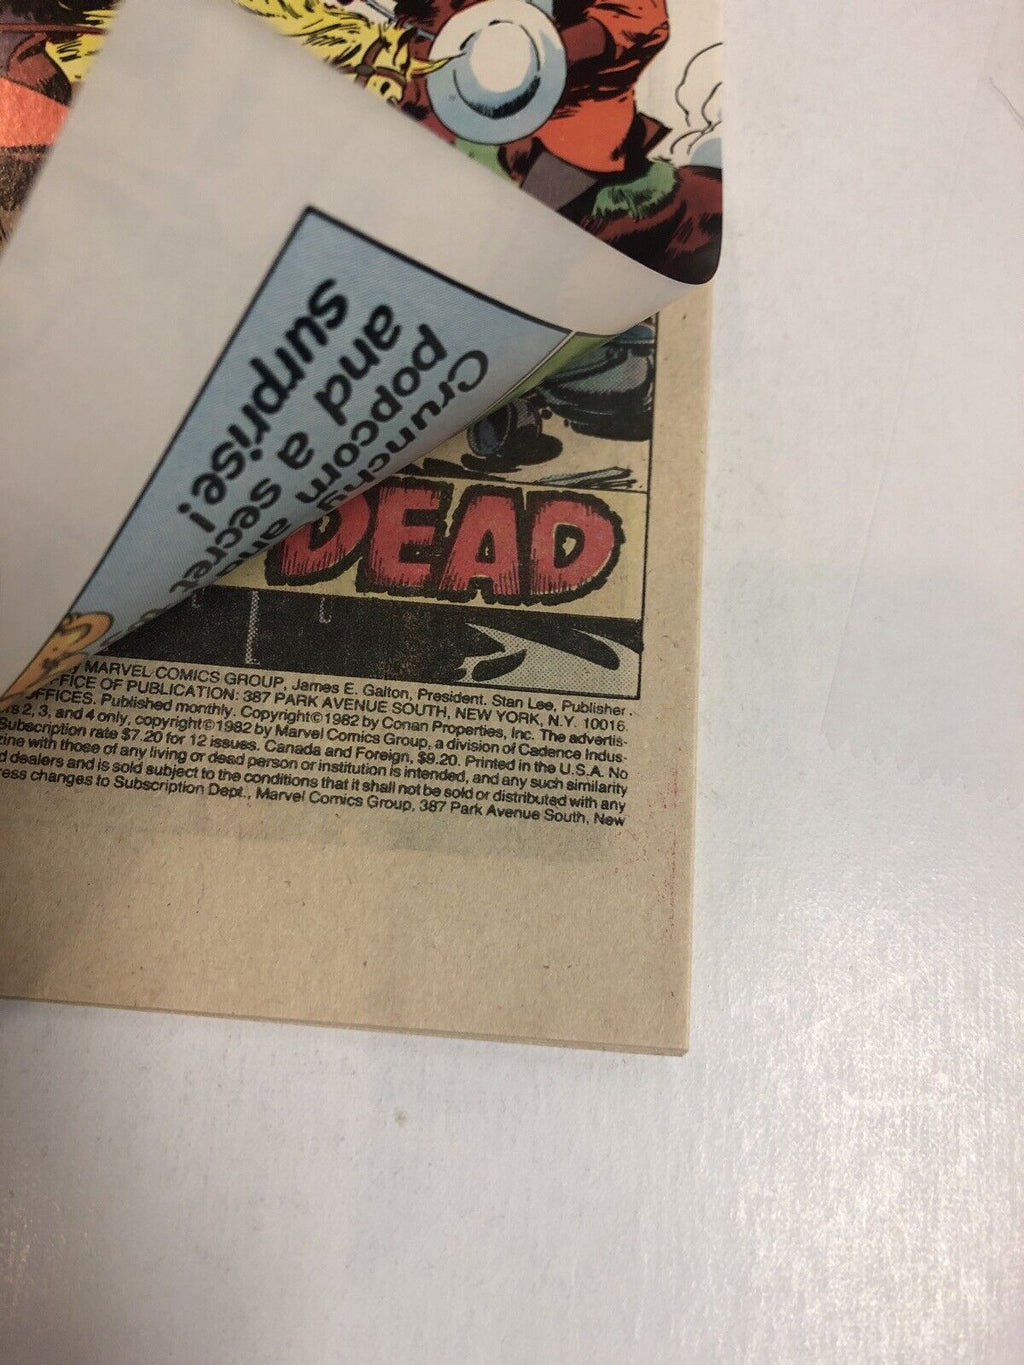 Crunchy
popcorn and
and a secret
surprise!
DEAD
MARVEL COMICS GROUP, James E. Galton, President. Stan Lee, Publisher.
OFFICE OF PUBLICATION: 387 PARK AVENUE SOUTH, NEW YORK, N.Y. 10016.
OFFICES. Published monthly. Copyright © 1982 by Conan Properties, Inc. The advertis-
2, 3, and 4 only, copyright © 1982 by Marvel Comics Group, a division of Cadence Indus-
Subscription rate $7.20 for 12 issues. Canada and Foreign, $9.20. Printed in the U.S.A. No
zine with those of any living or dead person or institution is intended, and any such similarity
d dealers and is sold subject to the conditions that it shall not be sold or distributed with any
ress changes to Subscription Dept., Marvel Comics Group, 387 Park Avenue South, New